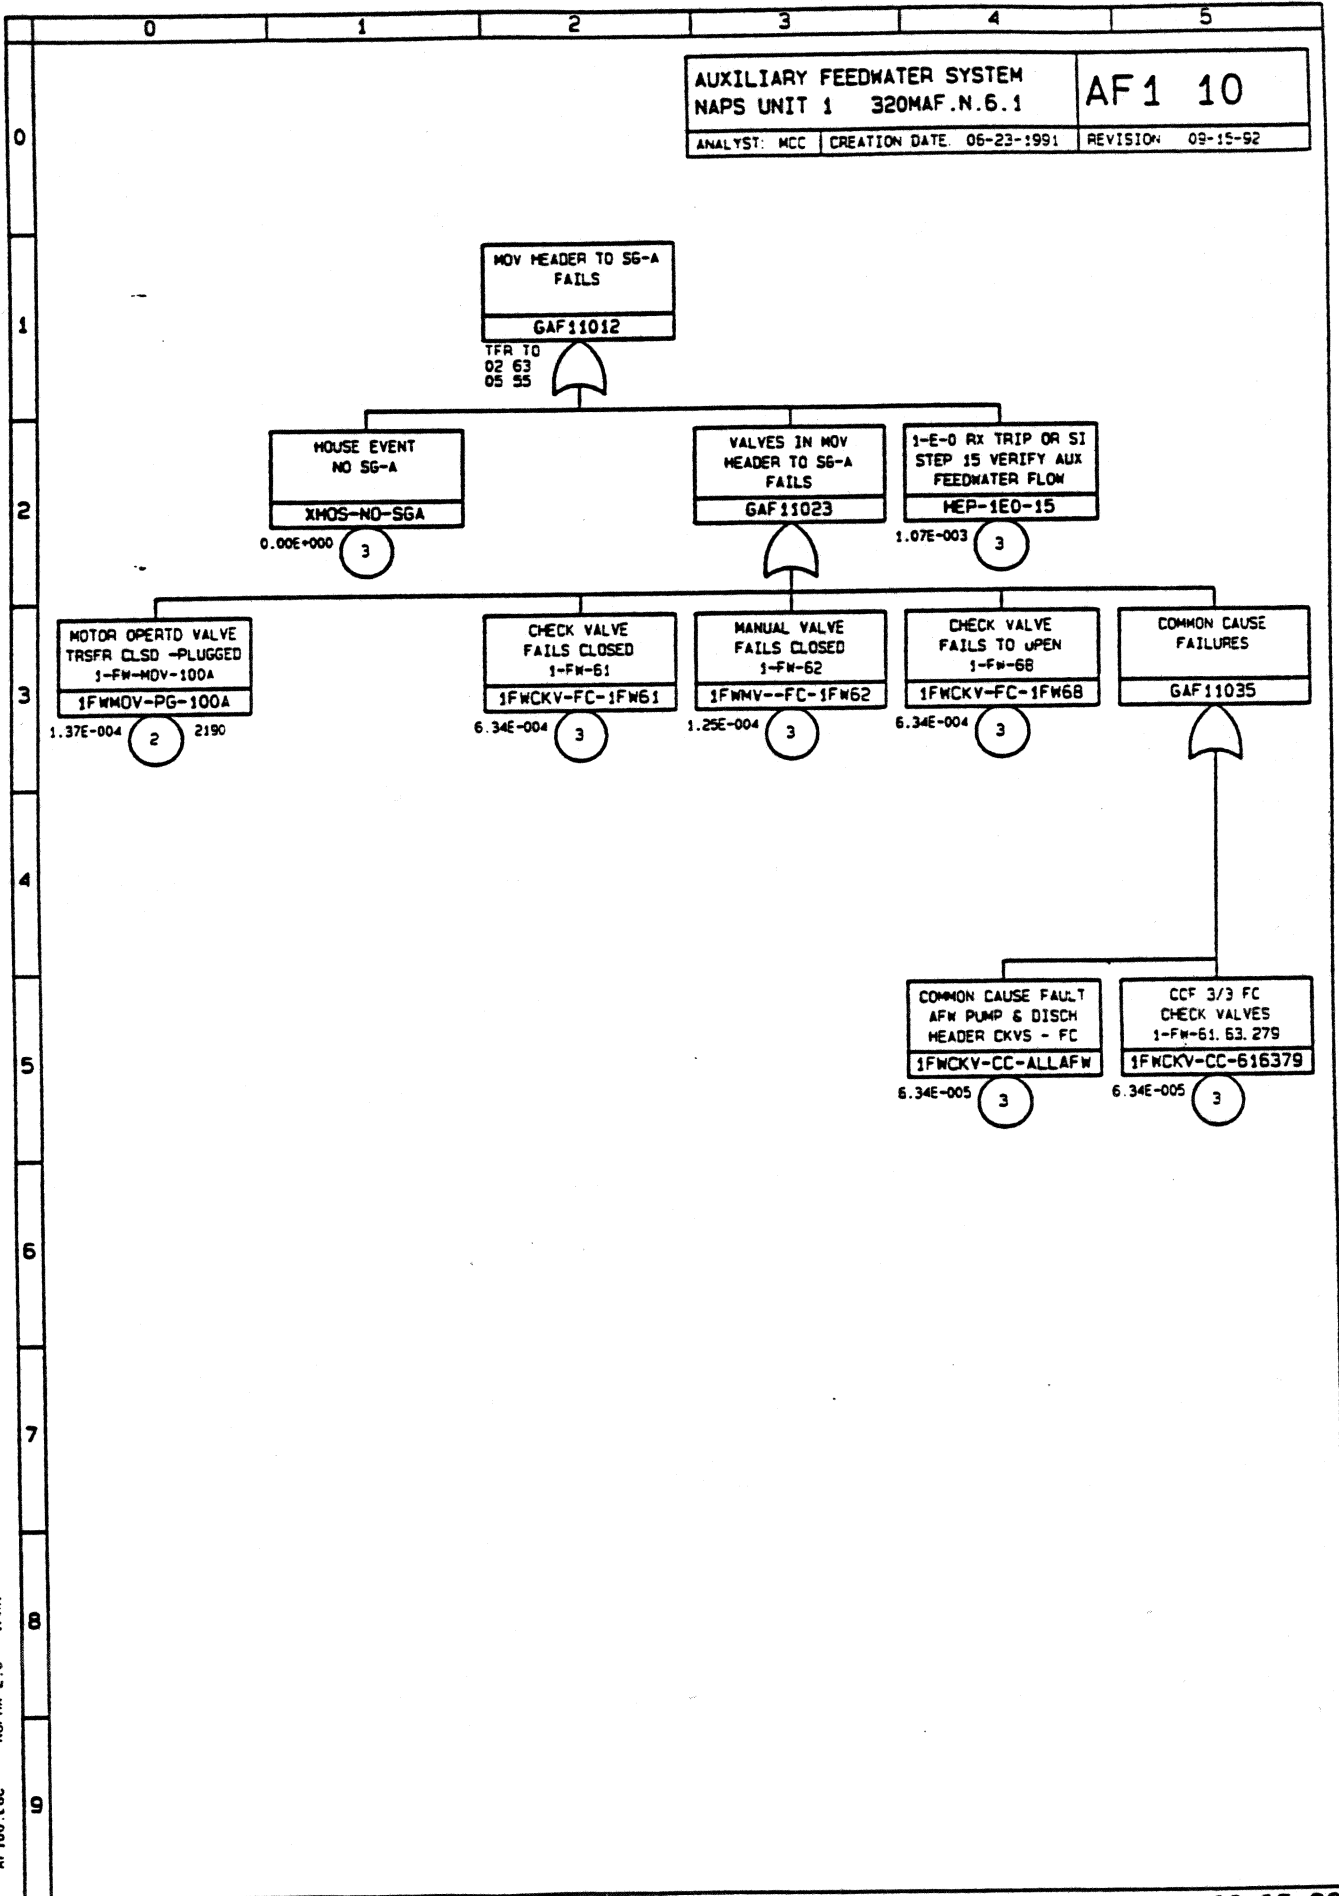 0 1 2 3 4 5
AUXILIARY FEEDWATER SYSTEM
NAPS UNIT 1 320MAF.N.6.1
AF1 10
ANALYST: MCC CREATION DATE. 06-23-1991 REVISION 09-15-92
0
MOV HEADER TO SG-A
FAILS
GAF11012
1
TFR TO
02 63
05 55
HOUSE EVENT
NO SG-A
XHOS-NO-SGA
0.00E+000
3
VALVES IN MOV
HEADER TO SG-A
FAILS
GAF11023
1-E-0 RX TRIP OR SI
STEP 15 VERIFY AUX
FEEDWATER FLOW
HEP-1E0-15
1.07E-003
3
2
MOTOR OPERTD VALVE
TRSFR CLSD -PLUGGED
1-FW-MOV-100A
1FWMOV-PG-100A
1.37E-004
2
2190
CHECK VALVE
FAILS CLOSED
1-FW-61
1FWCKV-FC-1FW61
6.34E-004
3
MANUAL VALVE
FAILS CLOSED
1-FW-62
1FWMV--FC-1FW62
1.25E-004
3
CHECK VALVE
FAILS TO OPEN
1-FW-68
1FWCKV-FC-1FW68
6.34E-004
3
COMMON CAUSE
FAILURES
GAF11035
3
4
COMMON CAUSE FAULT
AFW PUMP & DISCH
HEADER CKVS - FC
1FWCKV-CC-ALLAFW
6.34E-005
3
CCF 3/3 FC
CHECK VALVES
1-FW-61.63.279
1FWCKV-CC-616379
6.34E-005
3
5
6
7
8
9